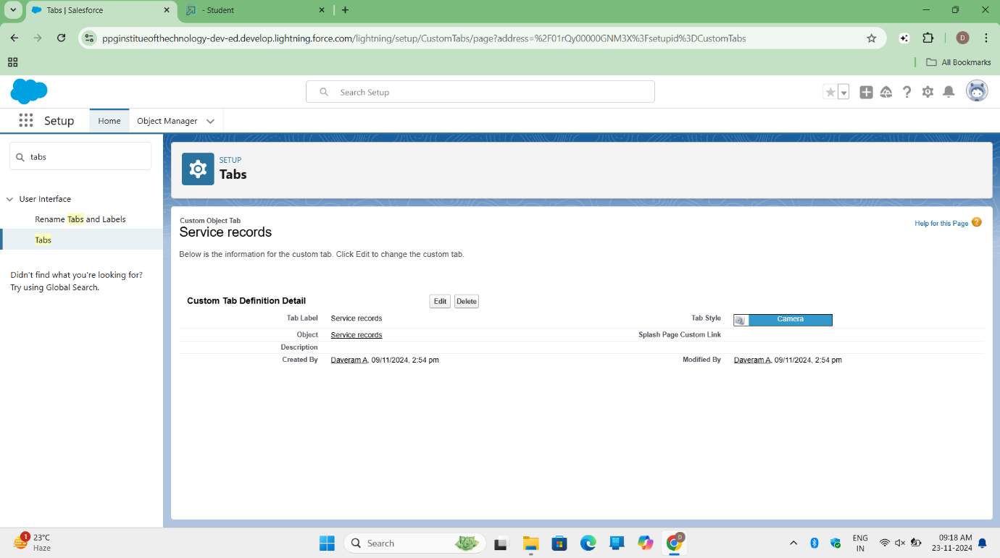 Tabs | Salesforce
- Student
ppginstitueofthechnology-dev-ed.develop.lightning.force.com/lightning/setup/CustomTabs/page?address=%2F01rQy00000GNM3X%3Fsetupid%3DCustomTabs
D
All Bookmarks
Search Setup
Setup
Home
Object Manager
tabs
User Interface
Rename Tabs and Labels
Tabs
Didn't find what you're looking for?
Try using Global Search.
SETUP
Tabs
Custom Object Tab
Service records
Help for this Page ?
Below is the information for the custom tab. Click Edit to change the custom tab.
Custom Tab Definition Detail
Edit
Delete
Tab Label Service records
Tab Style Camera
Object Service records
Splash Page Custom Link
Description
Created By Daveram A, 09/11/2024, 2:54 pm
Modified By Daveram A, 09/11/2024, 2:54 pm
1
23°C
Haze
Search
D
ENG
IN
09:18 AM
23-11-2024